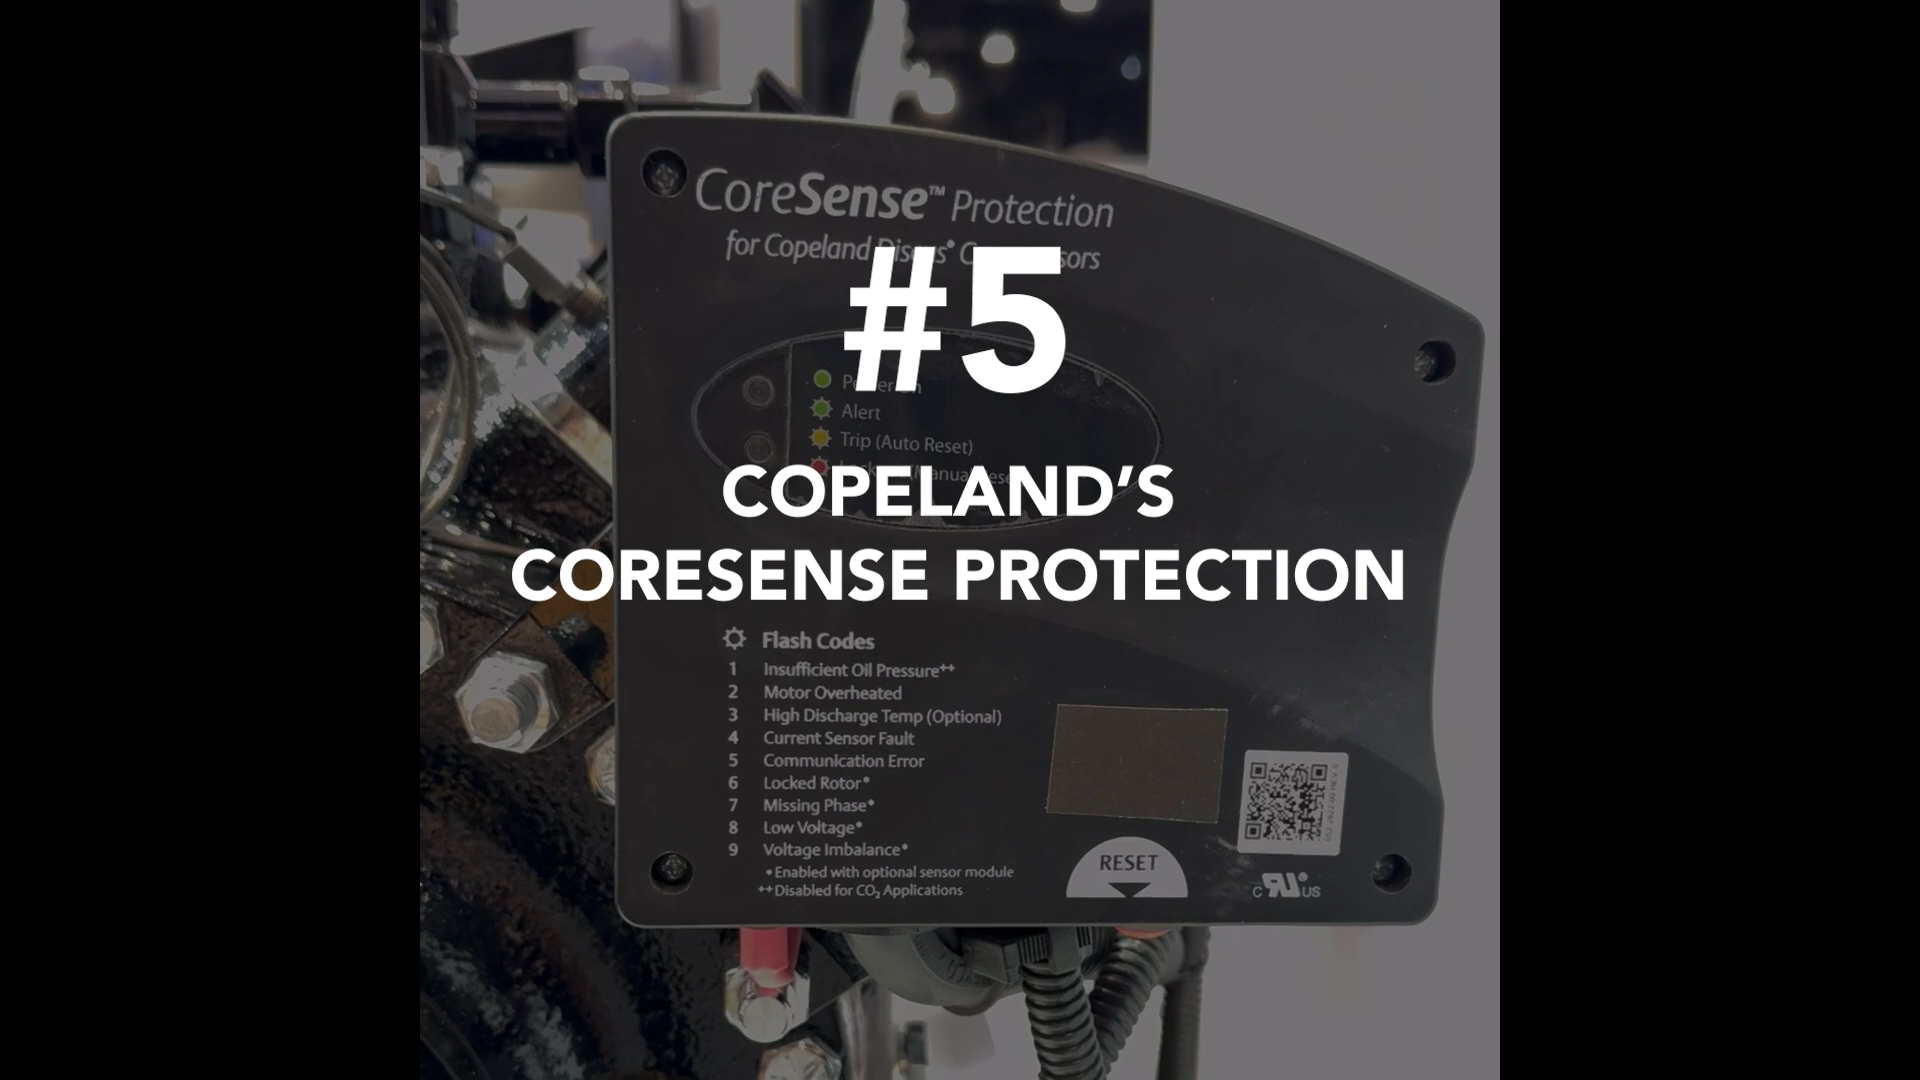 CoreSense™ Protection
for Copeland
#5
Alert
Trip (Auto Reset)
COPELAND’S
CORESENSE PROTECTION
Flash Codes
1 Insufficient Oil Pressure++
2 Motor Overheated
3 High Discharge Temp (Optional)
4 Current Sensor Fault
5 Communication Error
6 Locked Rotor*
7 Missing Phase*
8 Low Voltage*
9 Voltage Imbalance*
*Enabled with optional sensor module
++Disabled for CO₂ Applications
RESET
C US